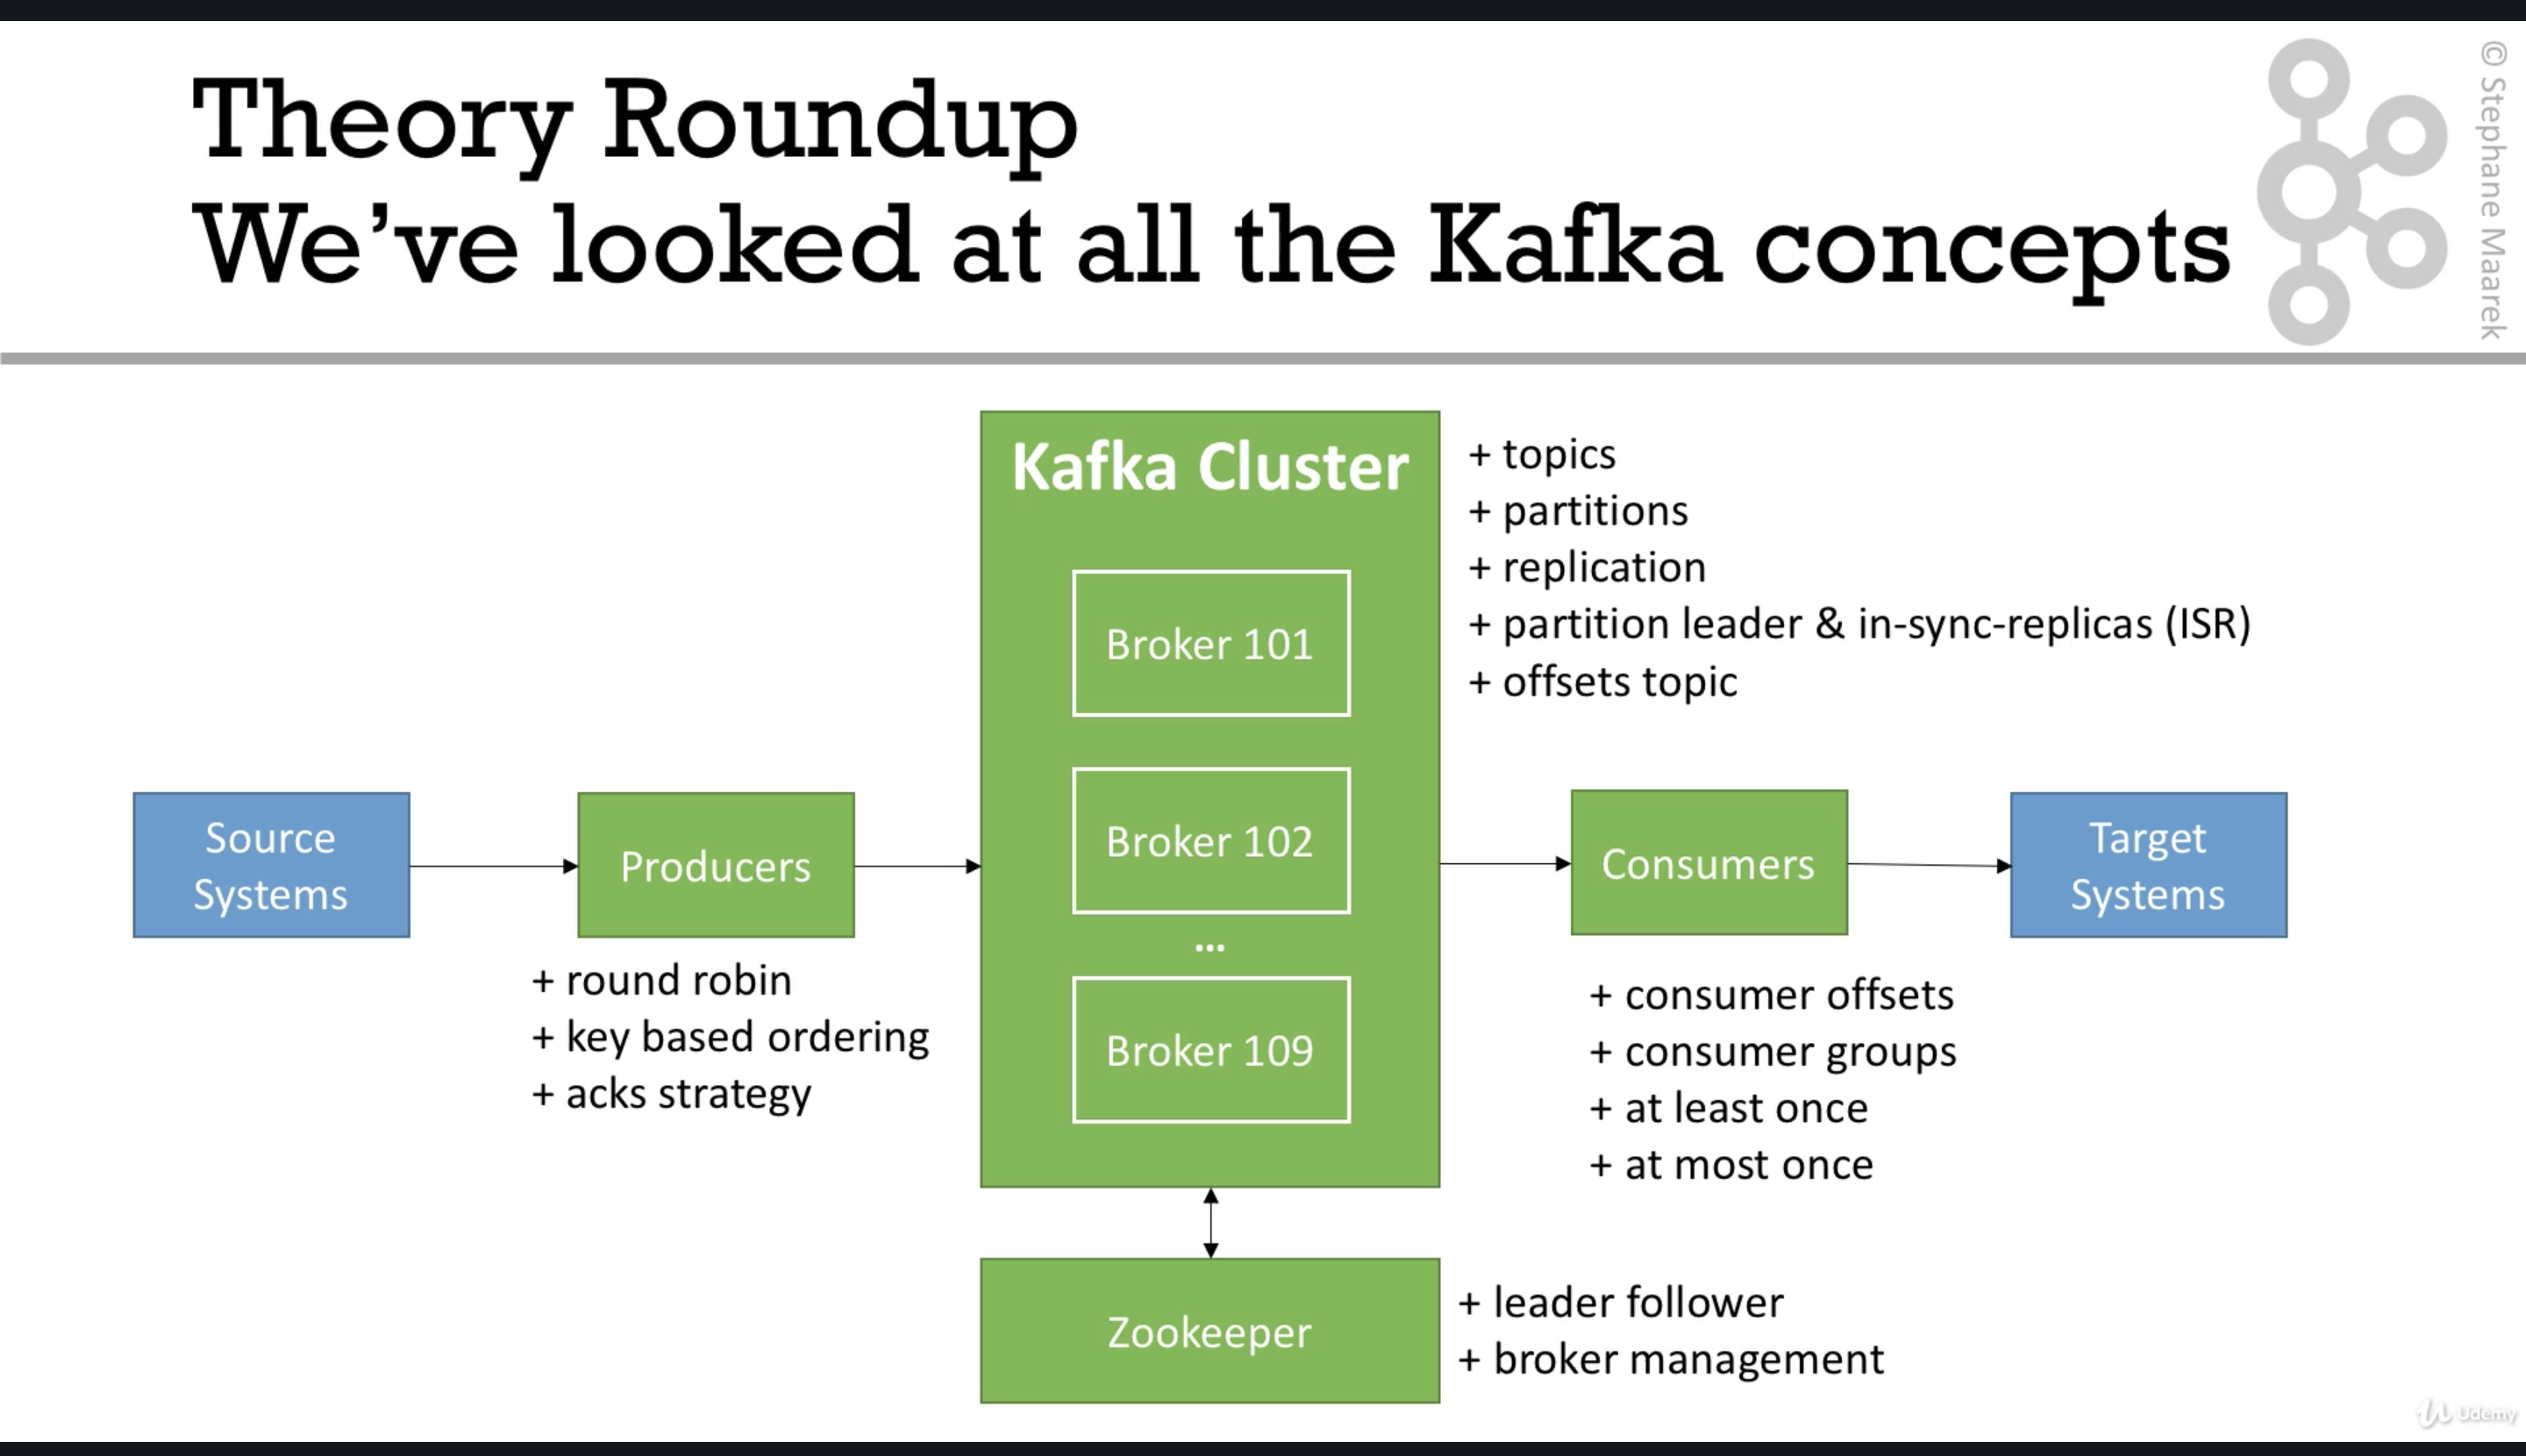 Theory Roundup
We’ve looked at all the Kafka concepts
© Stephane Maarek
Kafka Cluster
Broker 101
Broker 102
...
Broker 109
+ topics
+ partitions
+ replication
+ partition leader & in-sync-replicas (ISR)
+ offsets topic
Source
Systems
Producers
+ round robin
+ key based ordering
+ acks strategy
Consumers
+ consumer offsets
+ consumer groups
+ at least once
+ at most once
Target
Systems
Zookeeper
+ leader follower
+ broker management
Udemy